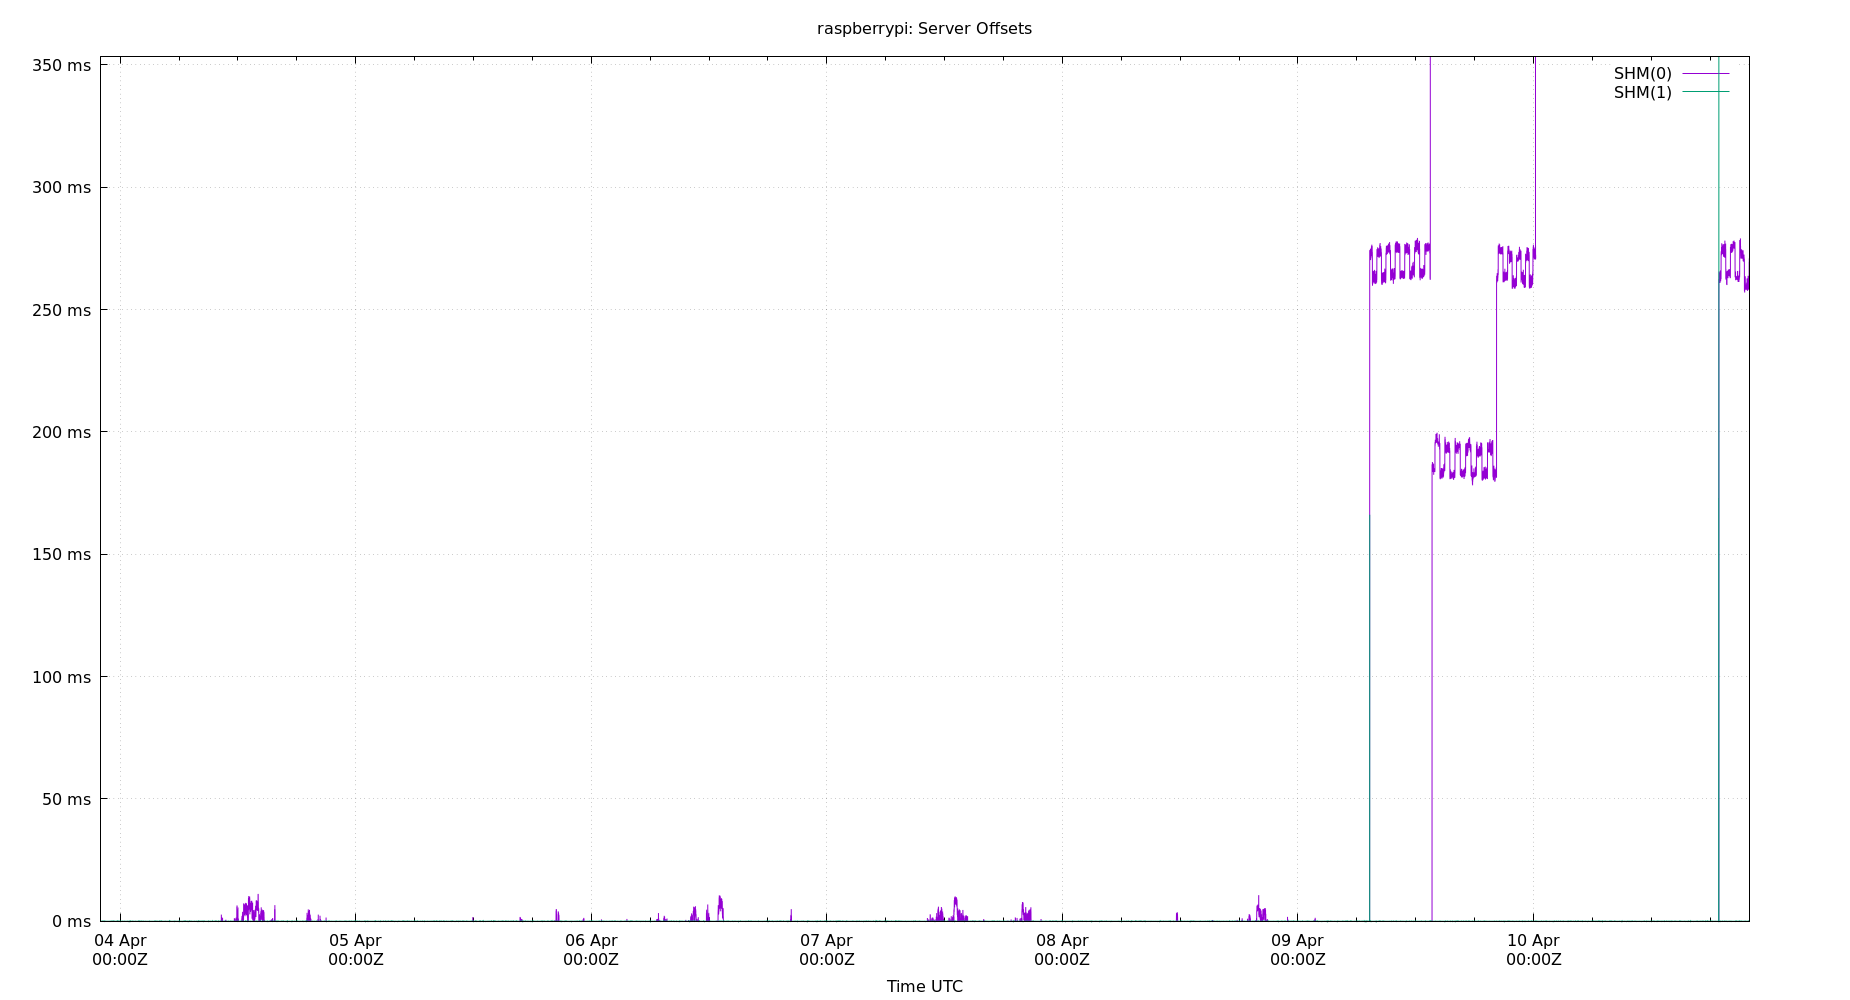 raspberrypi: Server Offsets
350 ms
300 ms
250 ms
200 ms
150 ms
100 ms
50 ms
0 ms
SHM(0)
SHM(1)
04 Apr 05 Apr 06 Apr 07 Apr 08 Apr 09 Apr 10 Apr
00:00Z 00:00Z 00:00Z 00:00Z 00:00Z 00:00Z 00:00Z
Time UTC